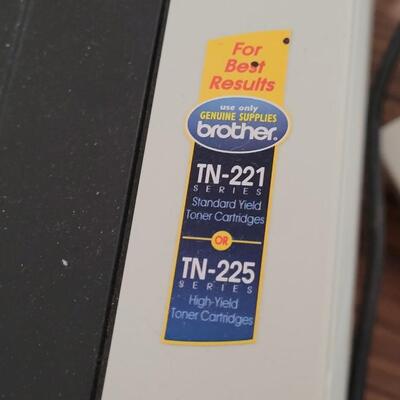 For
Best
Results
use only
GENUINE SUPPLIES
brother®
TN-221
SERIES
Standard Yield
Toner Cartridges
OR
TN-225
SERIES
High-Yield
Toner Cartridges